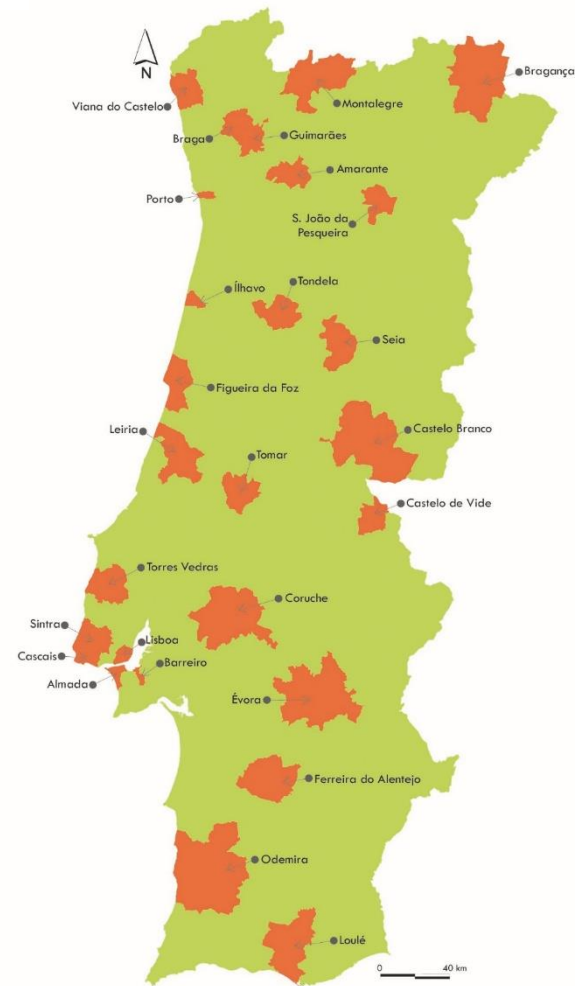 N
Bragança
Viana do Castelo
Montalegre
Braga
Guimarães
Amarante
Porto
S. João da
Pesqueira
Ílhavo
Tondela
Seia
Figueira da Foz
Leiria
Castelo Branco
Tomar
Castelo de Vide
Torres Vedras
Coruche
Sintra
Lisboa
Cascais
Barreiro
Almada
Évora
Ferreira do Alentejo
Odemira
Loulé
0 40 km